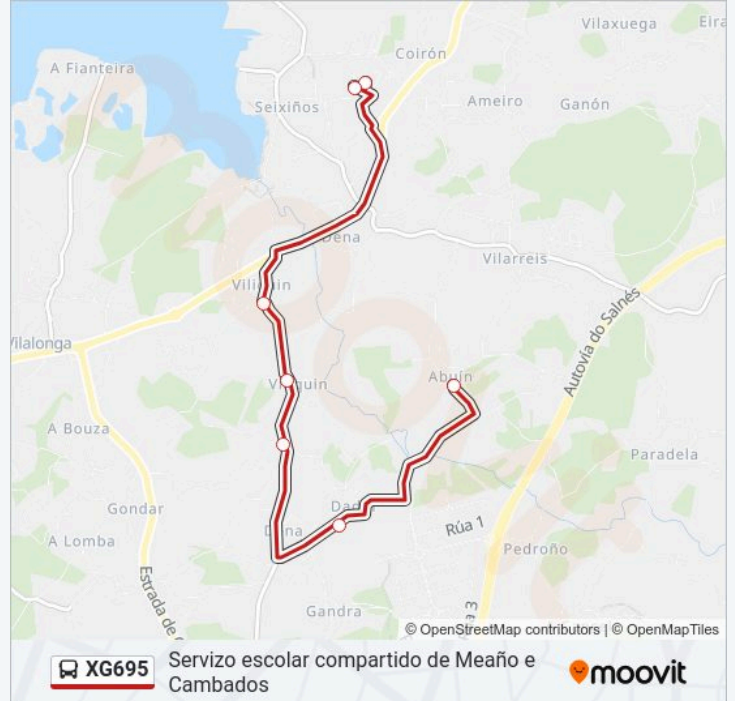 Vilaxuega
Eira
Coirón
A Fianteira
Ameiro
Ganón
Seixiños
Dena
Vilarreis
Autovía do Salnés
Vilalonga
Abuín
A Bouza
Paradela
Gondar
Rúa 1
A Lomba
Pedroño
Estrada de
Gandra
© OpenStreetMap contributors | © OpenMapTiles
XG695
Servizo escolar compartido de Meaño e
Cambados
moovit